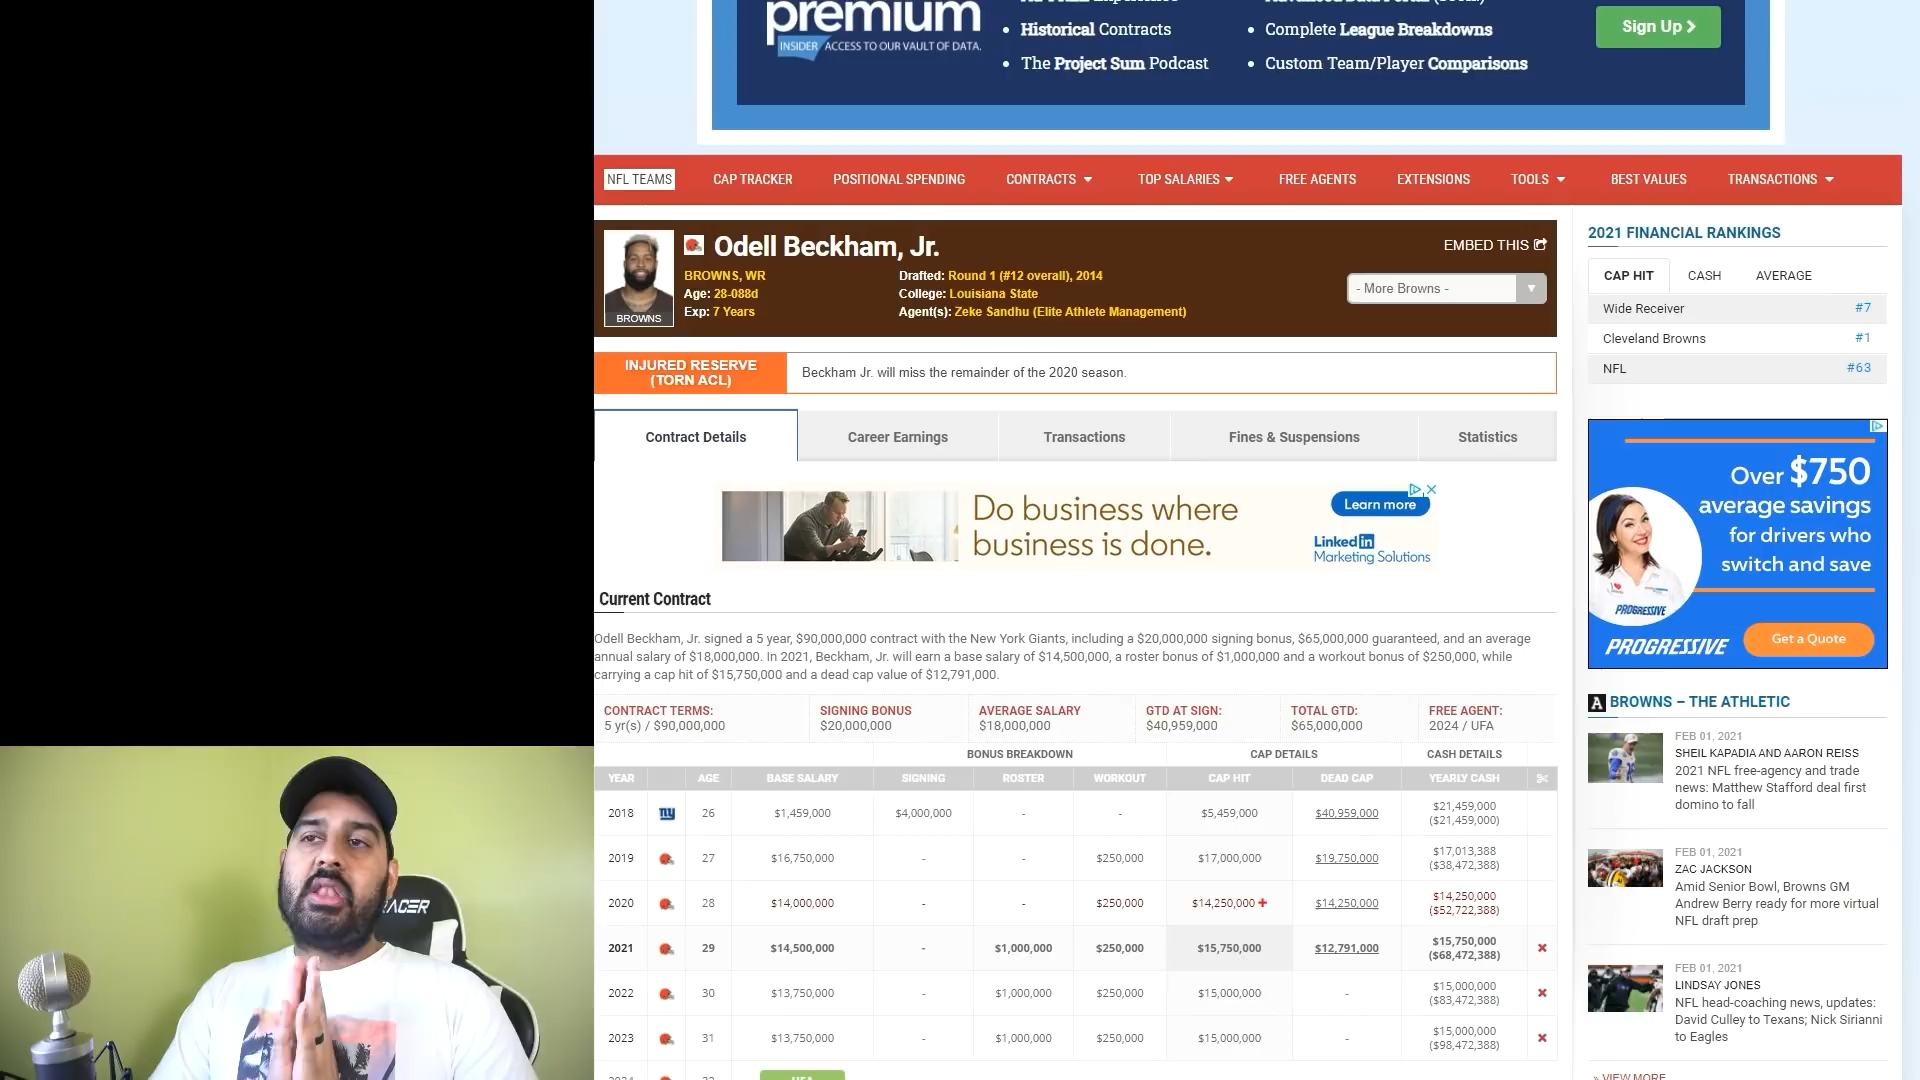 premium
INSIDER ACCESS TO OUR VAULT OF DATA.
Historical Contracts
The Project Sum Podcast
Complete League Breakdowns
Custom Team/Player Comparisons
Sign Up
NFL TEAMS CAP TRACKER POSITIONAL SPENDING CONTRACTS TOP SALARIES FREE AGENTS EXTENSIONS TOOLS BEST VALUES TRANSACTIONS
Odell Beckham, Jr.
EMBED THIS
BROWNS, WR
Drafted: Round 1 (#12 overall), 2014
Age: 28-088d
College: Louisiana State
Exp: 7 Years
Agent(s): Zeke Sandhu (Elite Athlete Management)
BROWNS
- More Browns -
INJURED RESERVE
(TORN ACL)
Beckham Jr. will miss the remainder of the 2020 season.
Contract Details Career Earnings Transactions Fines & Suspensions Statistics
Do business where
business is done.
Learn more
Linked in
Marketing Solutions
Current Contract
Odell Beckham, Jr. signed a 5 year, $90,000,000 contract with the New York Giants, including a $20,000,000 signing bonus, $65,000,000 guaranteed, and an average
annual salary of $18,000,000. In 2021, Beckham, Jr. will earn a base salary of $14,500,000, a roster bonus of $1,000,000 and a workout bonus of $250,000, while
carrying a cap hit of $15,750,000 and a dead cap value of $12,791,000.
CONTRACT TERMS: SIGNING BONUS AVERAGE SALARY GTD AT SIGN: TOTAL GTD: FREE AGENT:
5 yr(s) / $90,000,000 $20,000,000 $18,000,000 $40,959,000 $65,000,000 2024 / UFA
BONUS BREAKDOWN CAP DETAILS CASH DETAILS
YEAR AGE BASE SALARY SIGNING ROSTER WORKOUT CAP HIT DEAD CAP YEARLY CASH
2018 ny 26 $1,459,000 $4,000,000 - - $5,459,000 $40,959,000 $21,459,000
($21,459,000)
2019 27 $16,750,000 - - $250,000 $17,000,000 $19,750,000 $17,013,388
($38,472,388)
2020 28 $14,000,000 - - $250,000 $14,250,000 $14,250,000 $14,250,000
($52,722,388)
2021 29 $14,500,000 - $1,000,000 $250,000 $15,750,000 $12,791,000 $15,750,000
($68,472,388)
2022 30 $13,750,000 - $1,000,000 $250,000 $15,000,000 - $15,000,000
($83,472,388)
2023 31 $13,750,000 - $1,000,000 $250,000 $15,000,000 - $15,000,000
($98,472,388)
2021 FINANCIAL RANKINGS
CAP HIT CASH AVERAGE
Wide Receiver #7
Cleveland Browns #1
NFL #63
Over $750
average savings
for drivers who
switch and save
PROGRESSIVE
PROGRESSIVE
Get a Quote
A BROWNS – THE ATHLETIC
FEB 01, 2021
SHEIL KAPADIA AND AARON REISS
2021 NFL free-agency and trade
news: Matthew Stafford deal first
domino to fall
FEB 01, 2021
ZAC JACKSON
Amid Senior Bowl, Browns GM
Andrew Berry ready for more virtual
NFL draft prep
FEB 01, 2021
LINDSAY JONES
NFL head-coaching news, updates:
David Culley to Texans; Nick Sirianni
to Eagles
» VIEW MORE